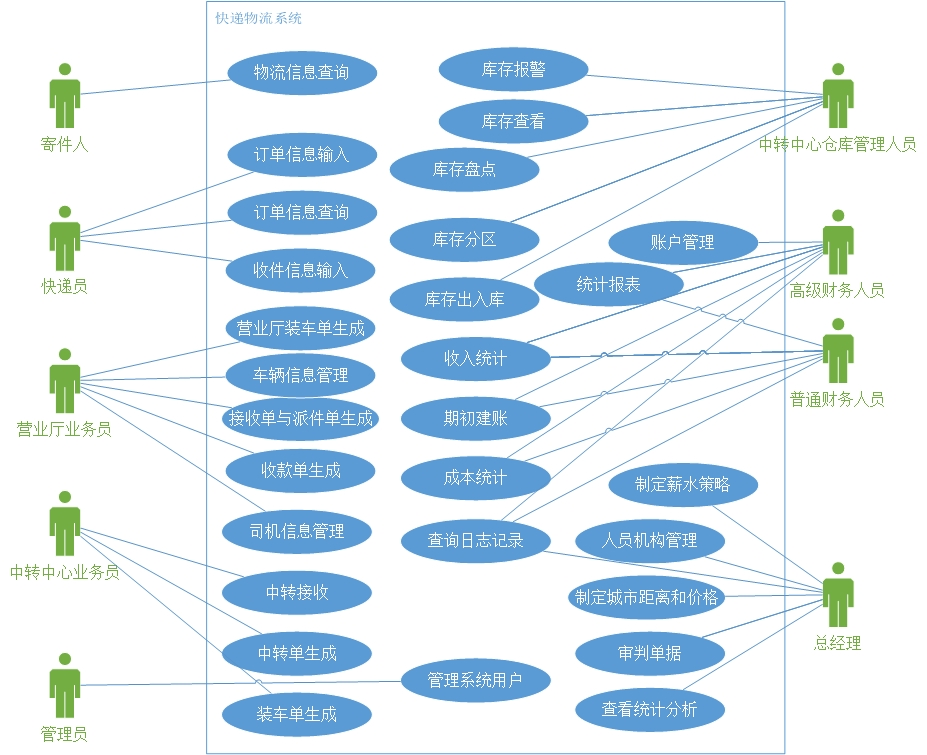 快递物流系统
物流信息查询
库存报警
寄件人
库存查看
中转中心仓库管理人员
订单信息输入
库存盘点
订单信息查询
库存分区
账户管理
快递员
收件信息输入
统计报表
高级财务人员
库存出入库
营业厅装车单生成
收入统计
车辆信息管理
普通财务人员
接收单与派件单生成
期初建账
营业厅业务员
收款单生成
成本统计
制定薪水策略
司机信息管理
查询日志记录
人员机构管理
中转中心业务员
中转接收
制定城市距离和价格
总经理
中转单生成
审判单据
管理系统用户
管理员
装车单生成
查看统计分析